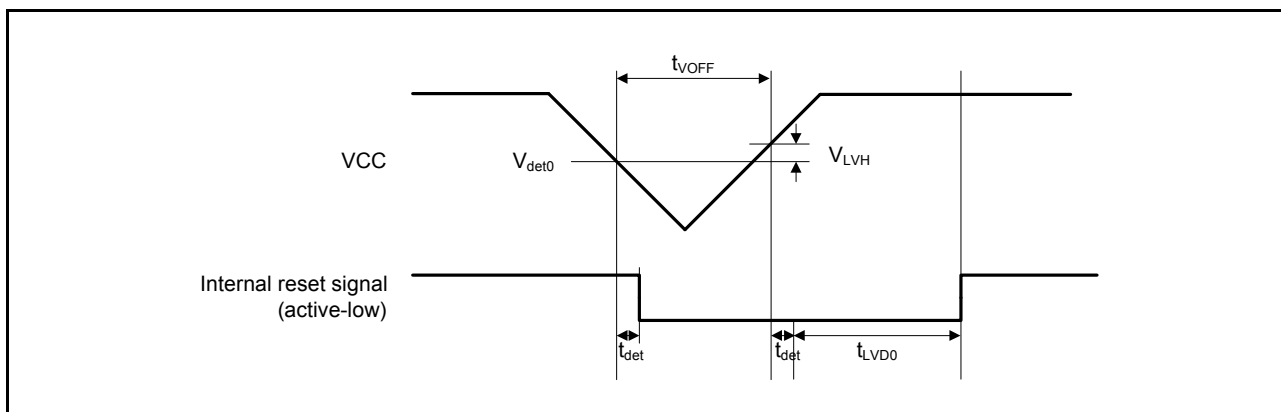 tVOFF
VCC
Vdet0
VLVH
Internal reset signal
(active-low)
tdet
tdet
tLVD0